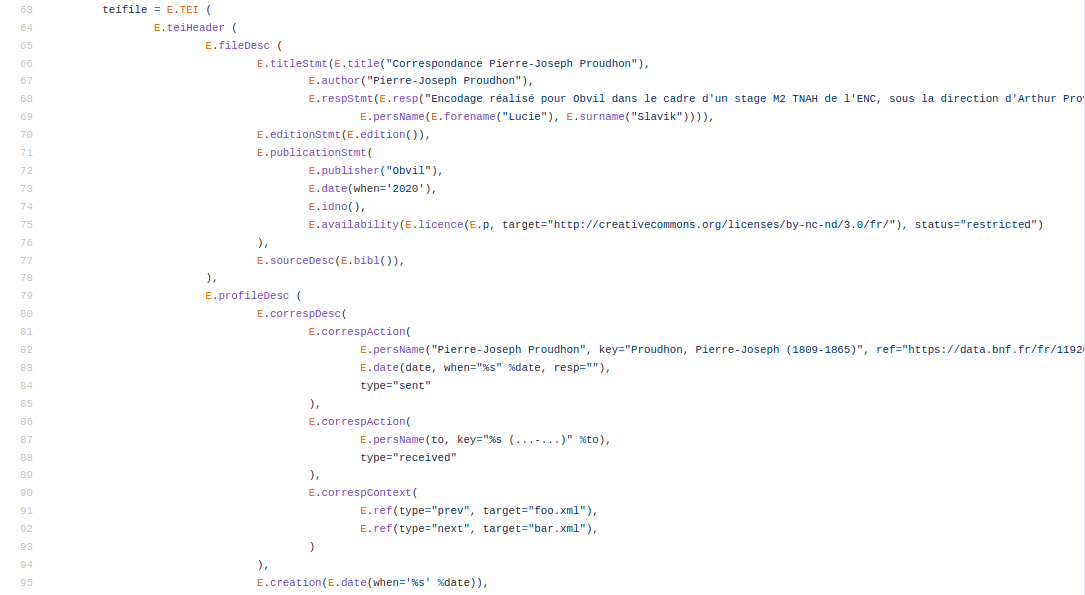 63 teifile = E.TEI (
64 E.teiHeader (
65 E.fileDesc (
66 E.titleStmt(E.title("Correspondance Pierre-Joseph Proudhon"),
67 E.author("Pierre-Joseph Proudhon"),
68 E.respStmt(E.resp("Encodage réalisé pour Obvil dans le cadre d'un stage M2 TNAH de l'ENC, sous la direction d'Arthur
69 E.persName(E.forename("Lucie"), E.surname("Slavik")))),
70 E.editionStmt(E.edition()),
71 E.publicationStmt(
72 E.publisher("Obvil"),
73 E.date(when='2020'),
74 E.idno(),
75 E.availability(E.licence(E.p, target="http://creativecommons.org/licenses/by-nc-nd/3.0/fr/"), status="restricted")
76 ),
77 E.sourceDesc(E.bibl()),
78 ),
79 E.profileDesc (
80 E.correspDesc(
81 E.correspAction(
82 E.persName("Pierre-Joseph Proudhon", key="Proudhon, Pierre-Joseph (1809-1865)", ref="https://data.bnf.fr/fr/1192
83 E.date(date, when="%s" %date, resp=""),
84 type="sent"
85 ),
86 E.correspAction(
87 E.persName(to, key="%s (...-...)" %to),
88 type="received"
89 ),
90 E.correspContext(
91 E.ref(type="prev", target="foo.xml"),
92 E.ref(type="next", target="bar.xml"),
93 )
94 ),
95 E.creation(E.date(when='%s' %date)),